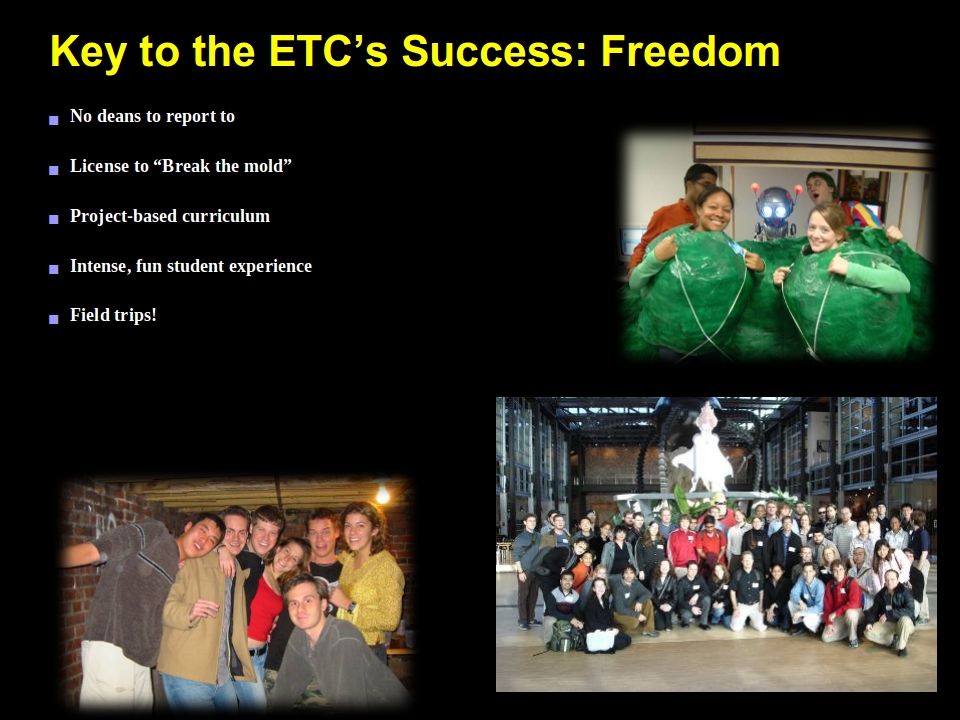 Key to the ETC’s Success: Freedom
No deans to report to
License to “Break the mold”
Project-based curriculum
Intense, fun student experience
Field trips!